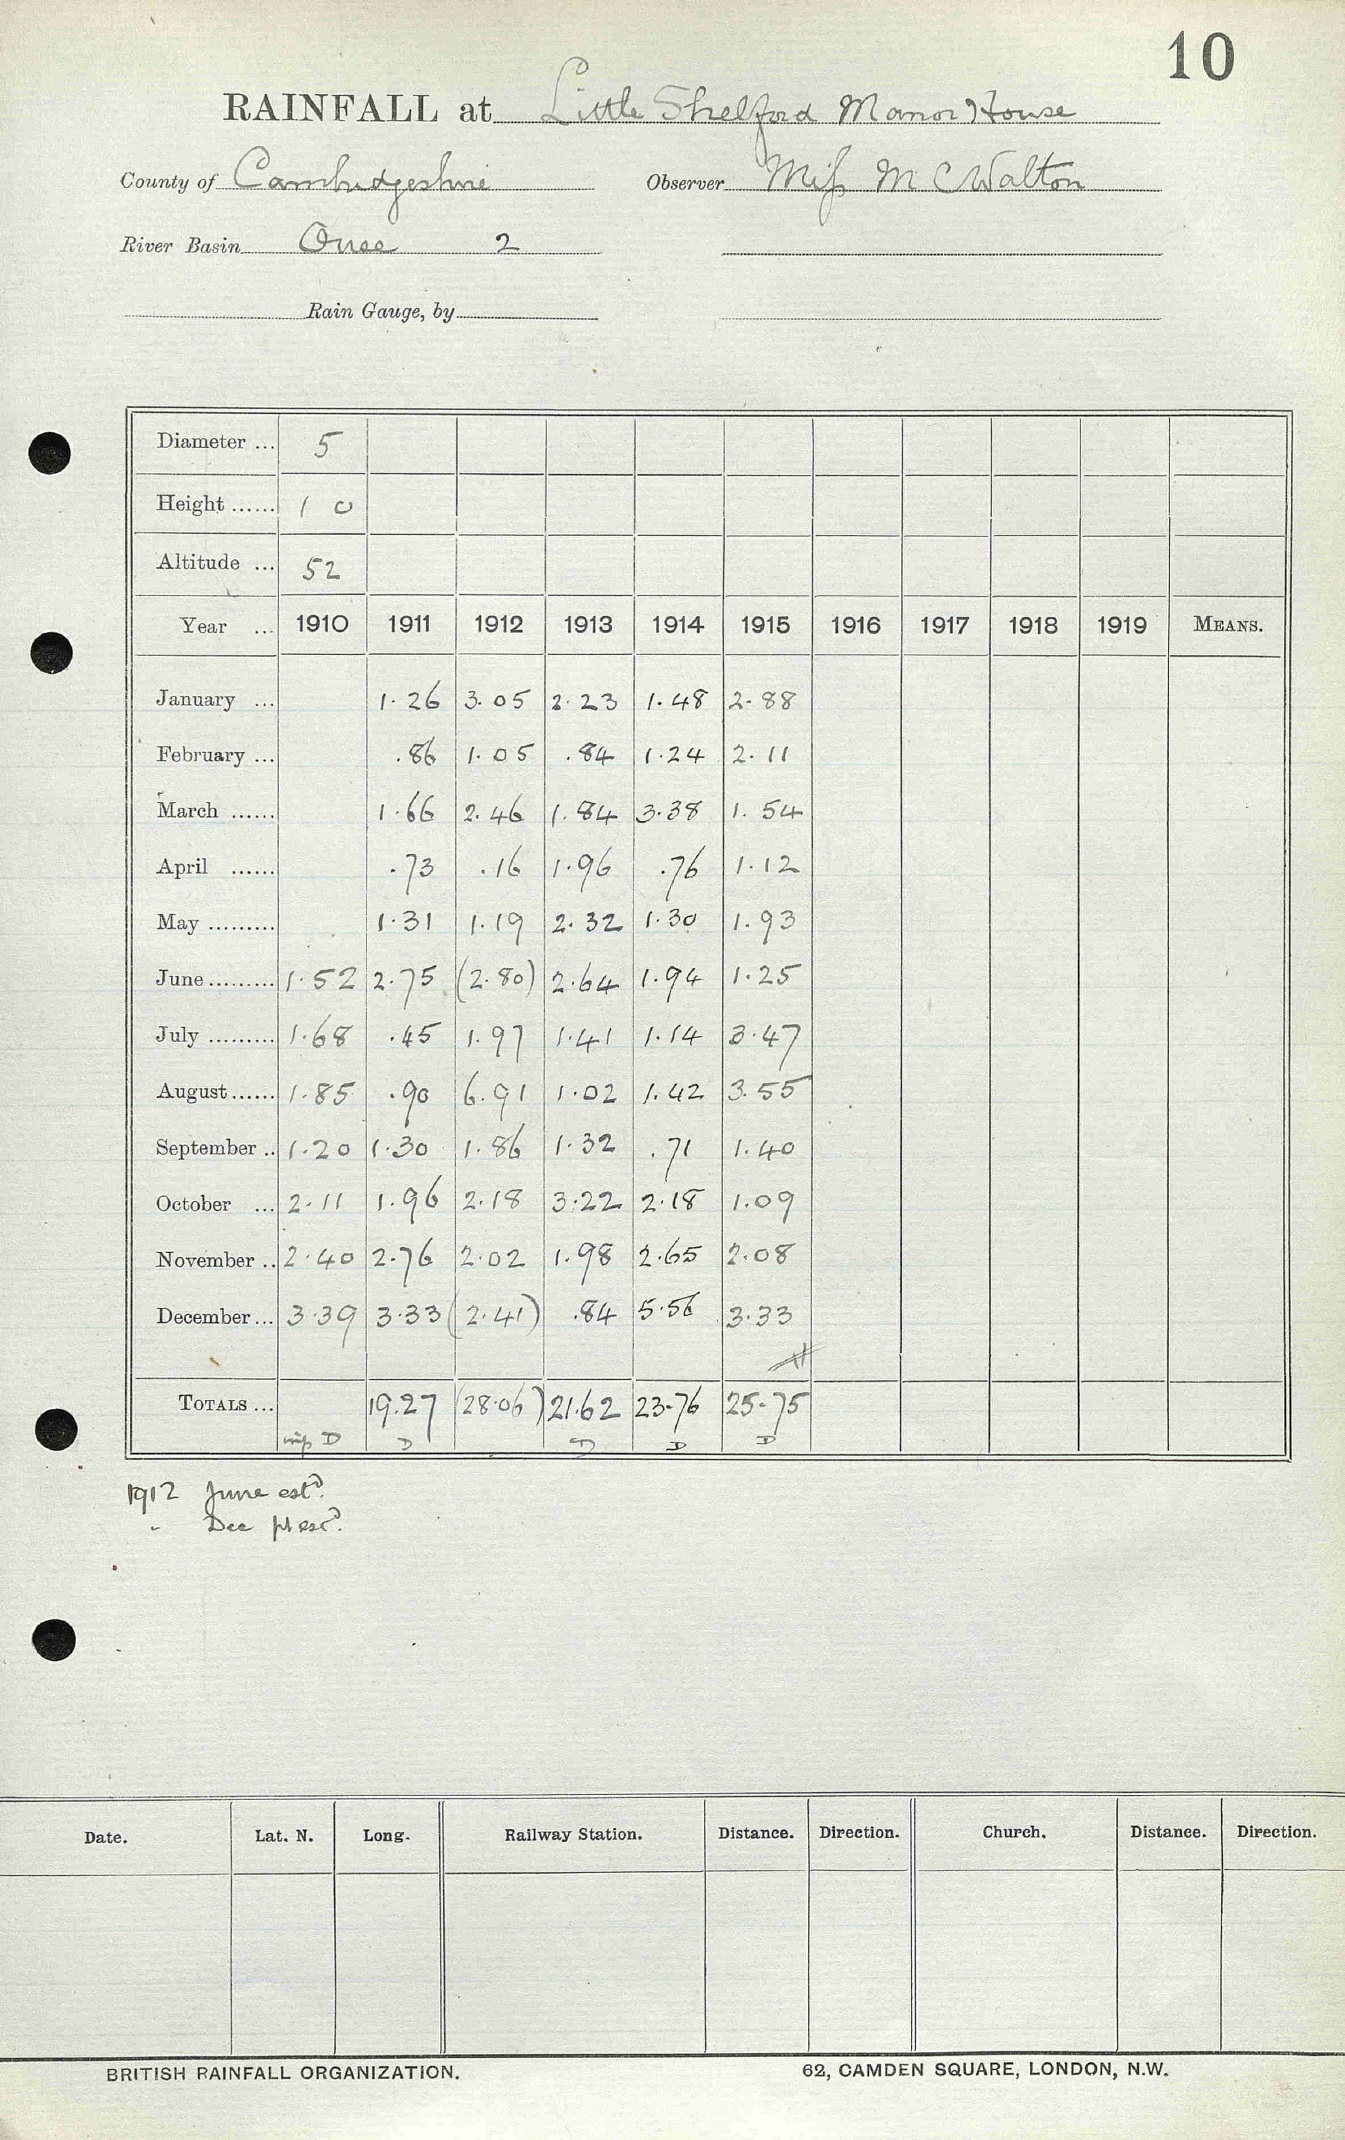 10
RAINFALL at Little Shelford Manor House
County of Cambridgeshire Observer Miss M C Walton
River Basin Ouse 2
Rain Gauge, by
Diameter ... 5
Height ...... 1 0
Altitude ... 52
Year ... 1910 1911 1912 1913 1914 1915 1916 1917 1918 1919 MEANS.
January ... 1.26 3.05 2.23 1.48 2.88
February ... .86 1.05 .84 1.24 2.11
March ...... 1.66 2.46 1.84 3.38 1.54
April ...... .73 .16 1.96 .76 1.12
May ......... 1.31 1.19 2.32 1.30 1.93
June ......... 1.52 2.75 (2.80) 2.64 1.94 1.25
July ......... 1.68 .45 1.97 1.41 1.14 3.47
August ...... 1.85 .90 6.91 1.02 1.42 3.55
September .. 1.20 1.30 1.86 1.32 .71 1.40
October ... 2.11 1.96 2.18 3.22 2.18 1.09
November .. 2.40 2.76 2.02 1.98 2.65 2.08
December ... 3.39 3.33 (2.41) .84 5.56 3.33
TOTALS ... 19.27 (28.06) 21.62 23.76 25.75
D D D D D
1912 June estd.
" Dec pt estd.
Date. Lat. N. Long. Railway Station. Distance. Direction. Church. Distance. Direction.
BRITISH RAINFALL ORGANIZATION. 62, CAMDEN SQUARE, LONDON, N.W.